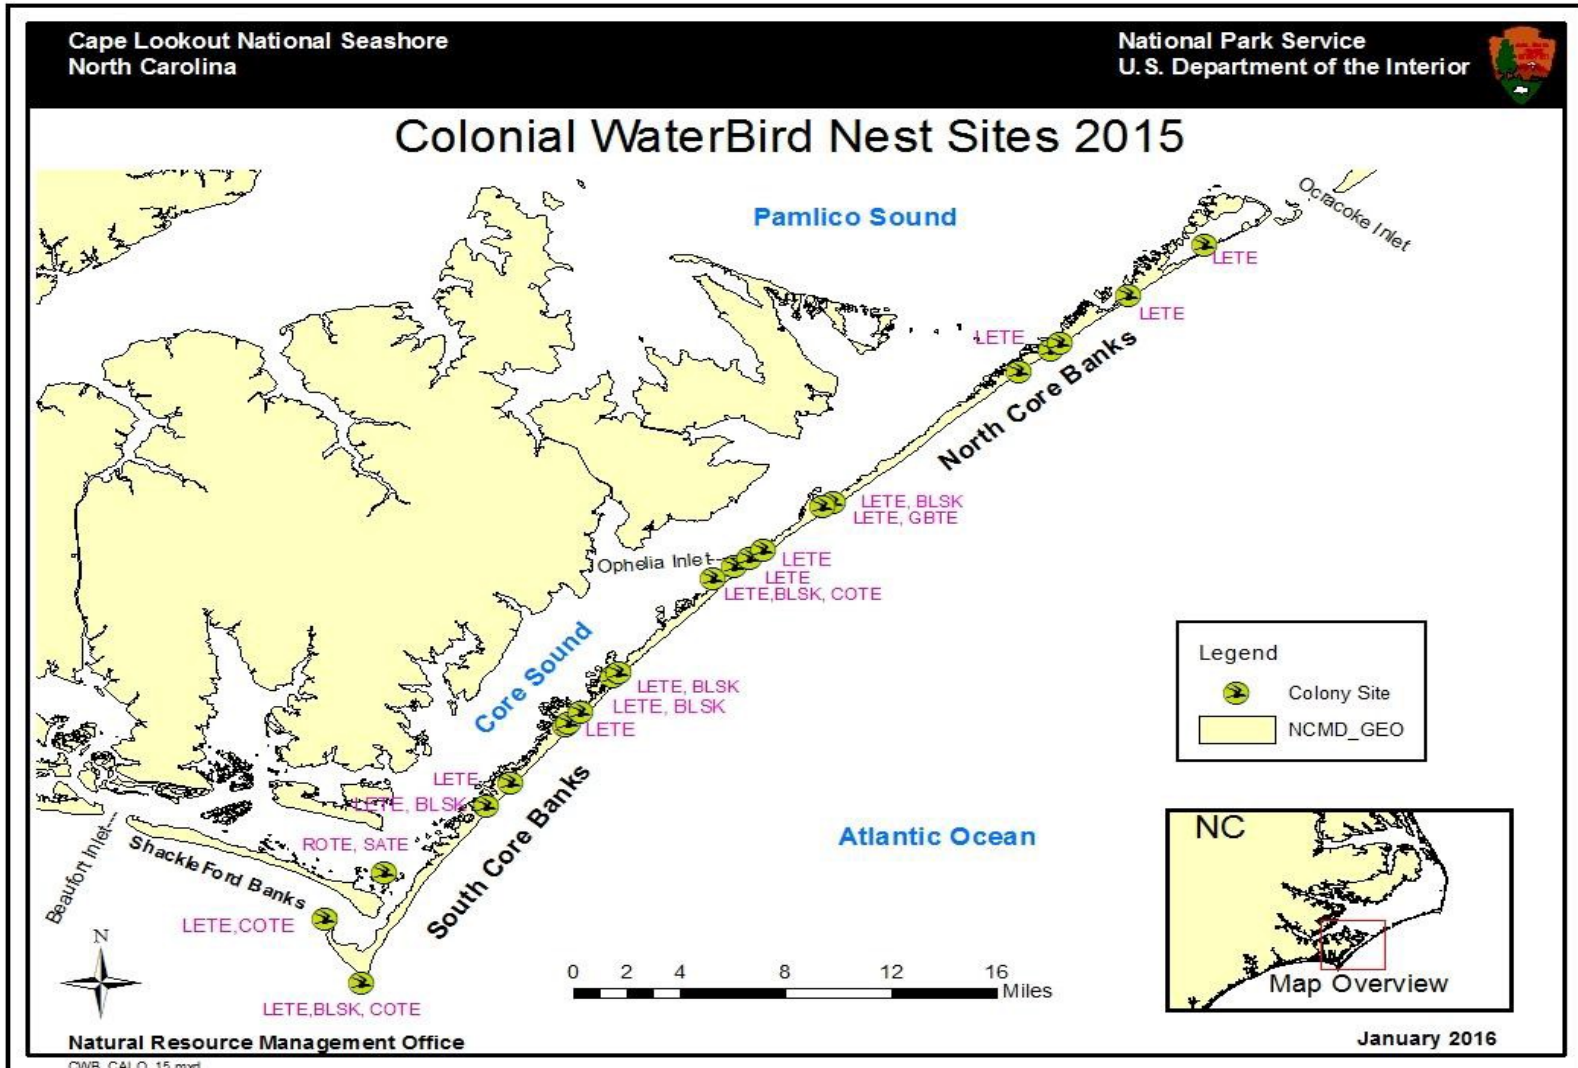 Cape Lookout National Seashore
North Carolina
National Park Service
U.S. Department of the Interior
Colonial WaterBird Nest Sites 2015
Pamlico Sound
Ocracoke Inlet
LETE
LETE
LETE
North Core Banks
LETE, BLSK
LETE, GBTE
Ophelia Inlet
LETE
LETE
LETE,BLSK, COTE
Core Sound
LETE, BLSK
LETE, BLSK
LETE
LETE
LETE, BLSK
South Core Banks
ROTE, SATE
Shackle Ford Banks
Beaufort Inlet
LETE,COTE
LETE,BLSK, COTE
Atlantic Ocean
Legend
Colony Site
NCMD_GEO
NC
Map Overview
N
0 2 4 8 12 16
Miles
Natural Resource Management Office
January 2016
CWB_CALO_15.mxd